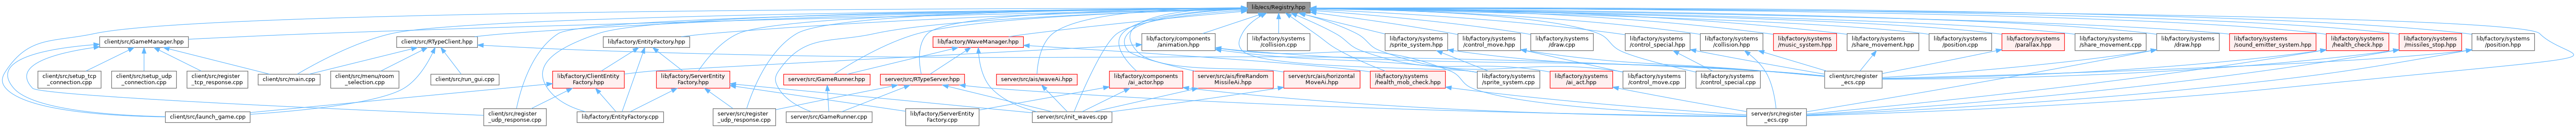 lib/ecs/Registry.hpp
client/src/GameManager.hpp
client/src/RTypeClient.hpp
lib/factory/EntityFactory.hpp
lib/factory/WaveManager.hpp
lib/factory/components
/animation.hpp
lib/factory/systems
/collision.cpp
lib/factory/systems
/sprite_system.hpp
lib/factory/systems
/control_move.hpp
lib/factory/systems
/draw.cpp
lib/factory/systems
/control_special.hpp
lib/factory/systems
/collision.hpp
lib/factory/systems
/music_system.hpp
lib/factory/systems
/share_movement.hpp
lib/factory/systems
/position.cpp
lib/factory/systems
/parallax.hpp
lib/factory/systems
/share_movement.cpp
lib/factory/systems
/draw.hpp
lib/factory/systems
/sound_emitter_system.hpp
lib/factory/systems
/health_check.hpp
lib/factory/systems
/missiles_stop.hpp
lib/factory/systems
/position.hpp
client/src/setup_tcp
_connection.cpp
client/src/setup_udp
_connection.cpp
client/src/register
_tcp_response.cpp
client/src/main.cpp
client/src/menu/room
_selection.cpp
client/src/run_gui.cpp
lib/factory/ClientEntity
Factory.hpp
lib/factory/ServerEntity
Factory.hpp
server/src/GameRunner.hpp
server/src/RTypeServer.hpp
server/src/ais/waveAi.hpp
lib/factory/components
/ai_actor.hpp
server/src/ais/fireRandom
MissileAi.hpp
server/src/ais/horizontal
MoveAi.hpp
lib/factory/systems
/health_mob_check.hpp
lib/factory/systems
/sprite_system.cpp
lib/factory/systems
/ai_act.hpp
lib/factory/systems
/control_move.cpp
lib/factory/systems
/control_special.cpp
client/src/register
_ecs.cpp
client/src/launch_game.cpp
client/src/register
_udp_response.cpp
lib/factory/EntityFactory.cpp
server/src/register
_udp_response.cpp
server/src/GameRunner.cpp
lib/factory/ServerEntity
Factory.cpp
server/src/init_waves.cpp
server/src/register
_ecs.cpp